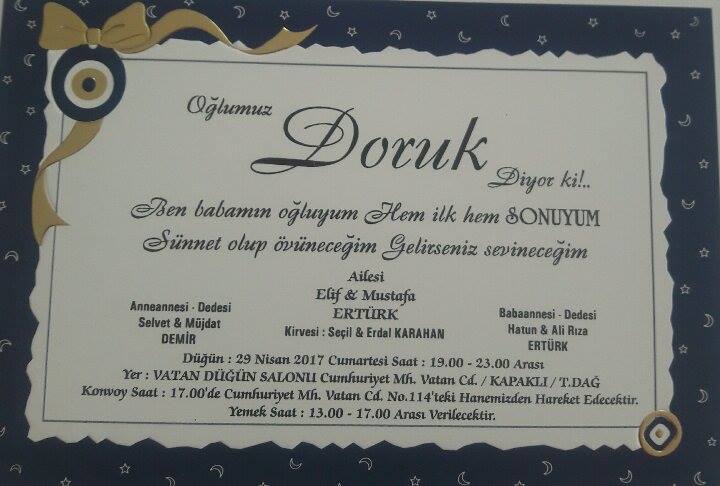 Oğlumuz
Doruk
Diyor ki!..
Ben babamın oğluyum Hem ilk hem SONUYUM
Sünnet olup övüneceğim Gelirseniz sevineceğim
Ailesi
Elif & Mustafa
ERTÜRK
Kirvesi : Seçil & Erdal KARAHAN
Anneannesi - Dedesi
Selvet & Müjdat
DEMİR
Babaannesi - Dedesi
Hatun & Ali Rıza
ERTÜRK
Düğün : 29 Nisan 2017 Cumartesi Saat : 19.00 - 23.00 Arası
Yer : VATAN DÜĞÜN SALONU Cumhuriyet Mh. Vatan Cd. / KAPAKLI / T.DAĞ
Konvoy Saat : 17.00'de Cumhuriyet Mh. Vatan Cd. No.114'teki Hanemizden Hareket Edecektir.
Yemek Saat : 13.00 - 17.00 Arası Verilecektir.